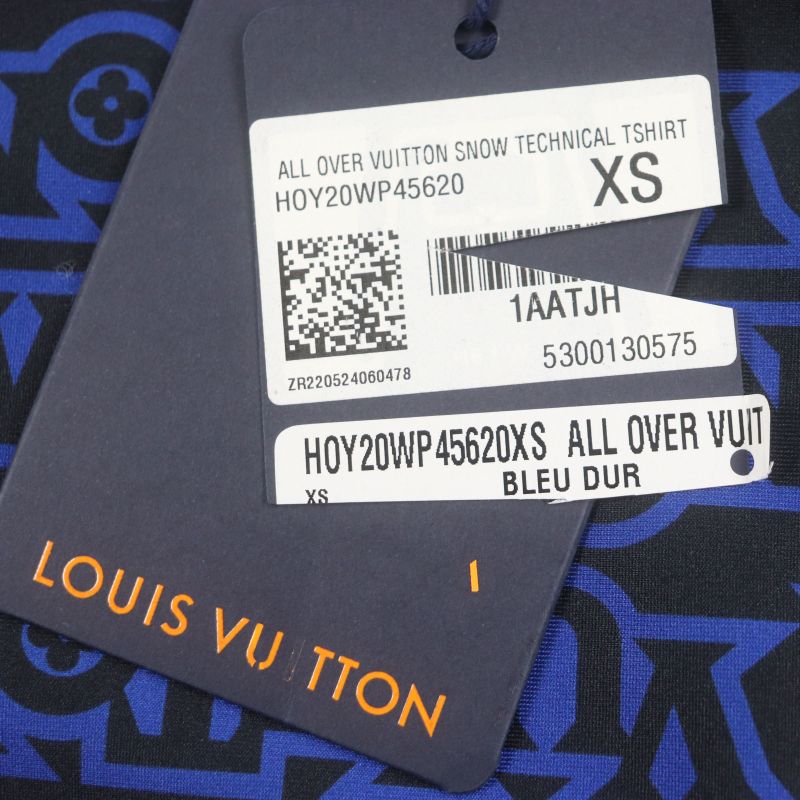 ALL OVER VUITTON SNOW TECHNICAL TSHIRT
HOY20WP45620
XS
1AATJH
5300130575
ZR220524060478
HOY20WP45620XS ALL OVER VUIT
BLEU DUR
XS
LOUIS VUITTON